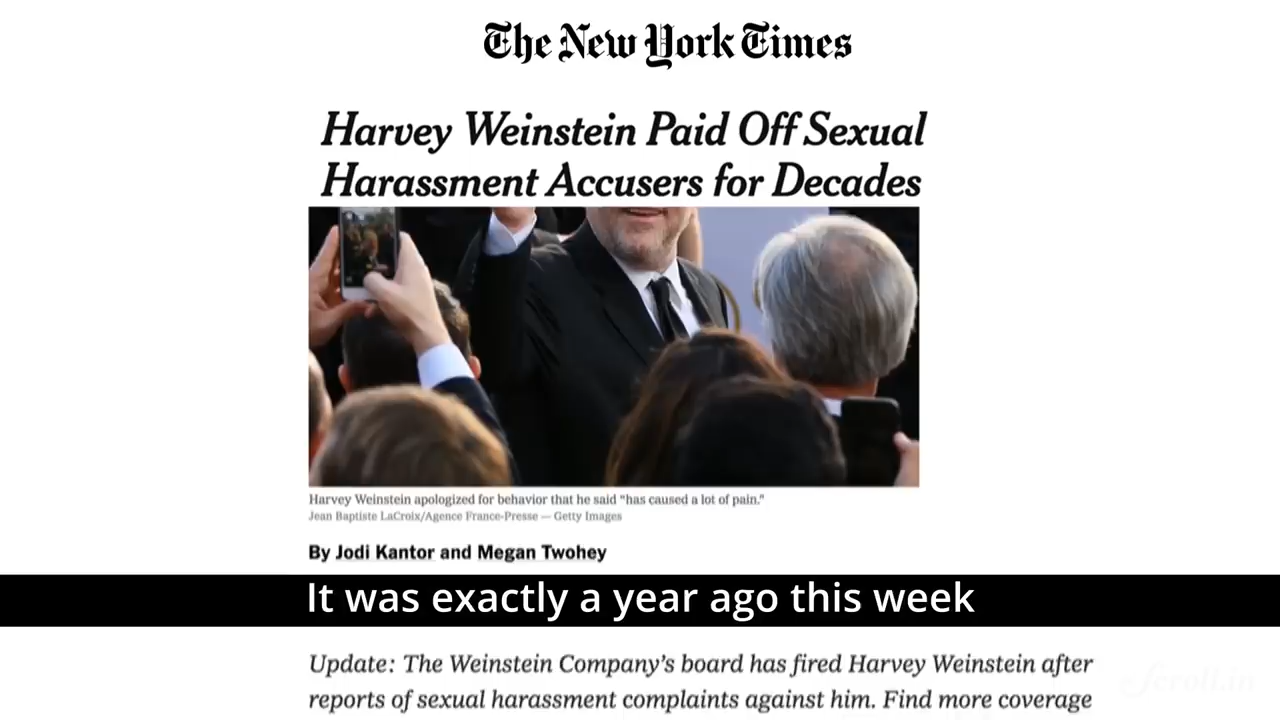 The New York Times
Harvey Weinstein Paid Off Sexual
Harassment Accusers for Decades
Harvey Weinstein apologized for behavior that he said “has caused a lot of pain.”
Jean Baptiste LaCroix/Agence France-Presse — Getty Images
By Jodi Kantor and Megan Twohey
It was exactly a year ago this week
Update: The Weinstein Company’s board has fired Harvey Weinstein after
reports of sexual harassment complaints against him. Find more coverage
Scroll.in